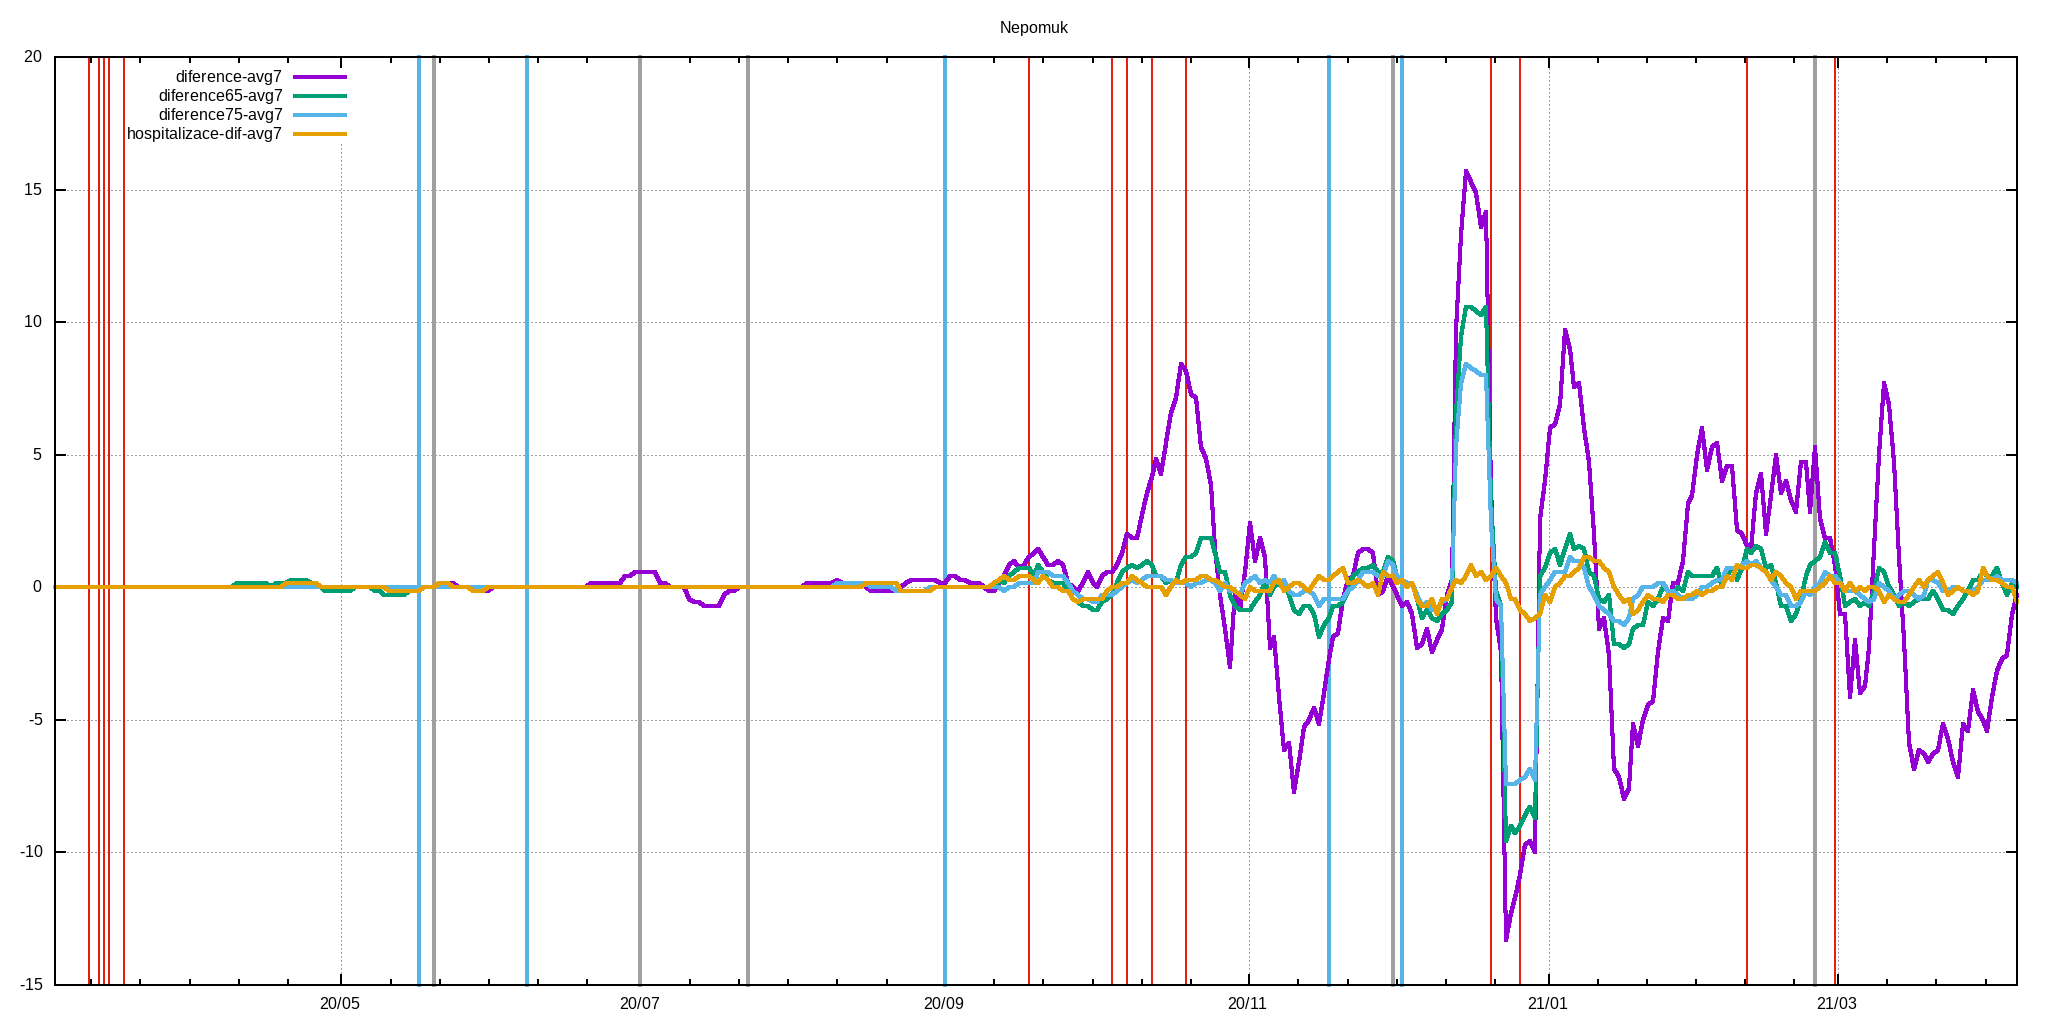 Nepomuk
20
diference-avg7
diference65-avg7
diference75-avg7
hospitalizace-dif-avg7
15
10
5
0
-5
-10
-15
20/05 20/07 20/09 20/11 21/01 21/03